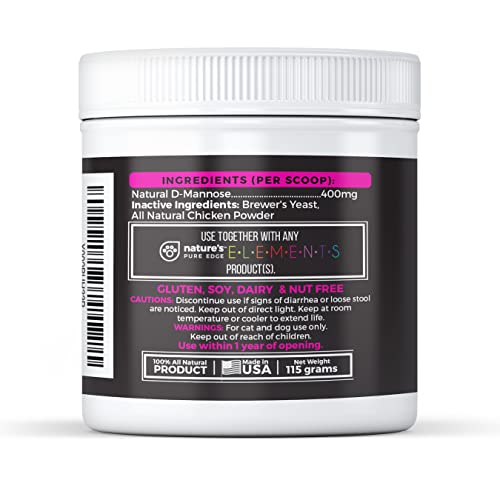 INGREDIENTS (PER SCOOP):
Natural D-Mannose......................................400mg
Inactive Ingredients: Brewer's Yeast,
All Natural Chicken Powder
USE TOGETHER WITH ANY
nature's PURE EDGE E•L•E•M•E•N•T•S
PRODUCT(S).
GLUTEN, SOY, DAIRY & NUT FREE
CAUTIONS: Discontinue use if signs of diarrhea or loose stool
are noticed. Keep out of direct light. Keep at room
temperature or cooler to extend life.
WARNINGS: For cat and dog use only.
Keep out of reach of children.
Use within 1 year of opening.
100% All Natural
PRODUCT
Made in
USA
Net Weight
115 grams